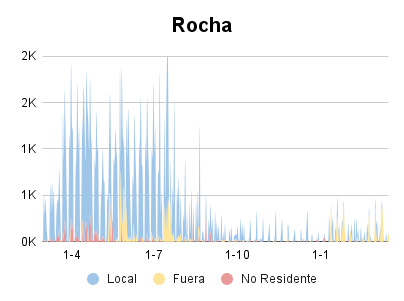 Rocha
2K
2K
1K
1K
0K
1-4 1-7 1-10 1-1
Local Fuera No Residente